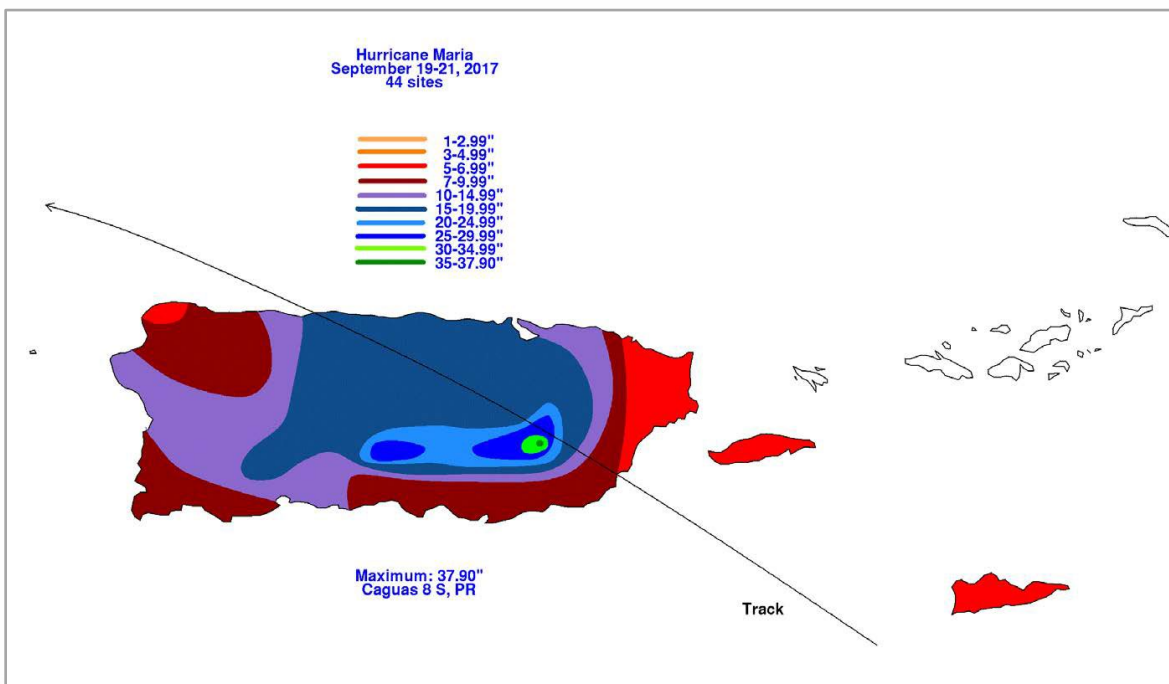 Hurricane Maria
September 19-21, 2017
44 sites
1-2.99"
3-4.99"
5-6.99"
7-9.99"
10-14.99"
15-19.99"
20-24.99"
25-29.99"
30-34.99"
35-37.90"
Maximum: 37.90"
Caguas 8 S, PR
Track